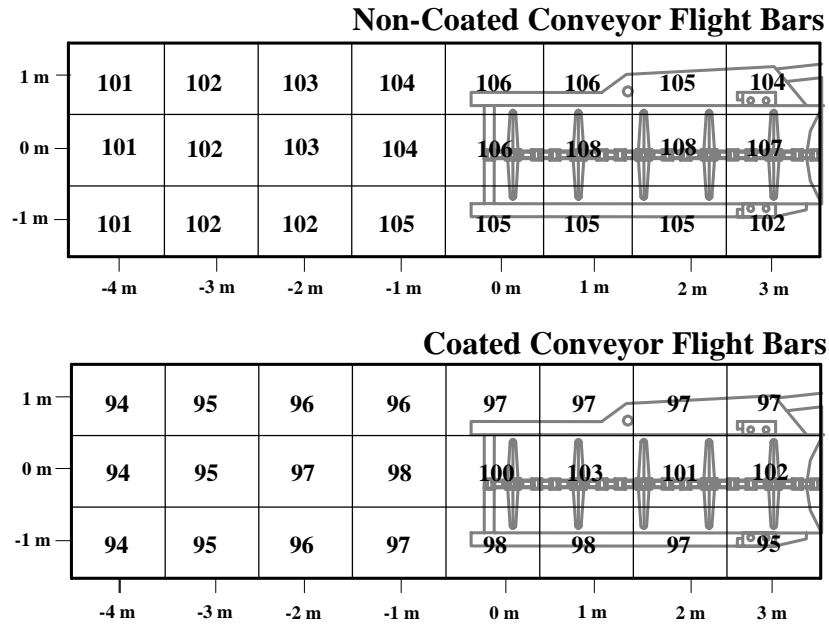 Non-Coated Conveyor Flight Bars
1 m 101 102 103 104 106 106 105 104
0 m 101 102 103 104 106 108 108 107
-1 m 101 102 102 105 105 105 105 102
-4 m -3 m -2 m -1 m 0 m 1 m 2 m 3 m
Coated Conveyor Flight Bars
1 m 94 95 96 96 97 97 97 97
0 m 94 95 97 98 100 103 101 102
-1 m 94 95 96 97 98 98 97 95
-4 m -3 m -2 m -1 m 0 m 1 m 2 m 3 m